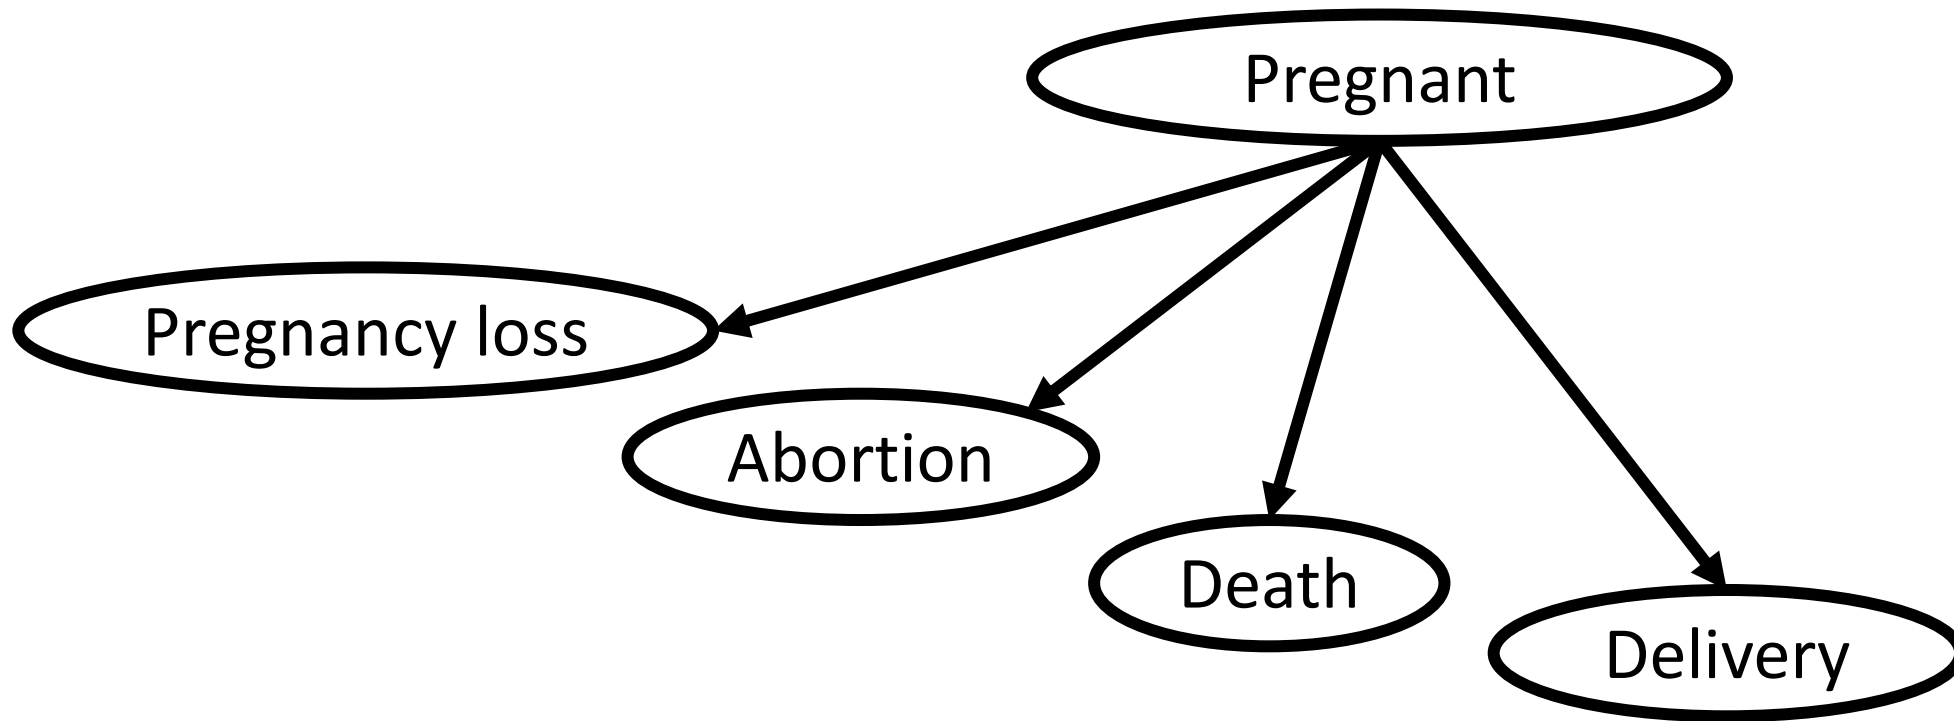 Pregnant
Pregnancy loss
Abortion
Death
Delivery